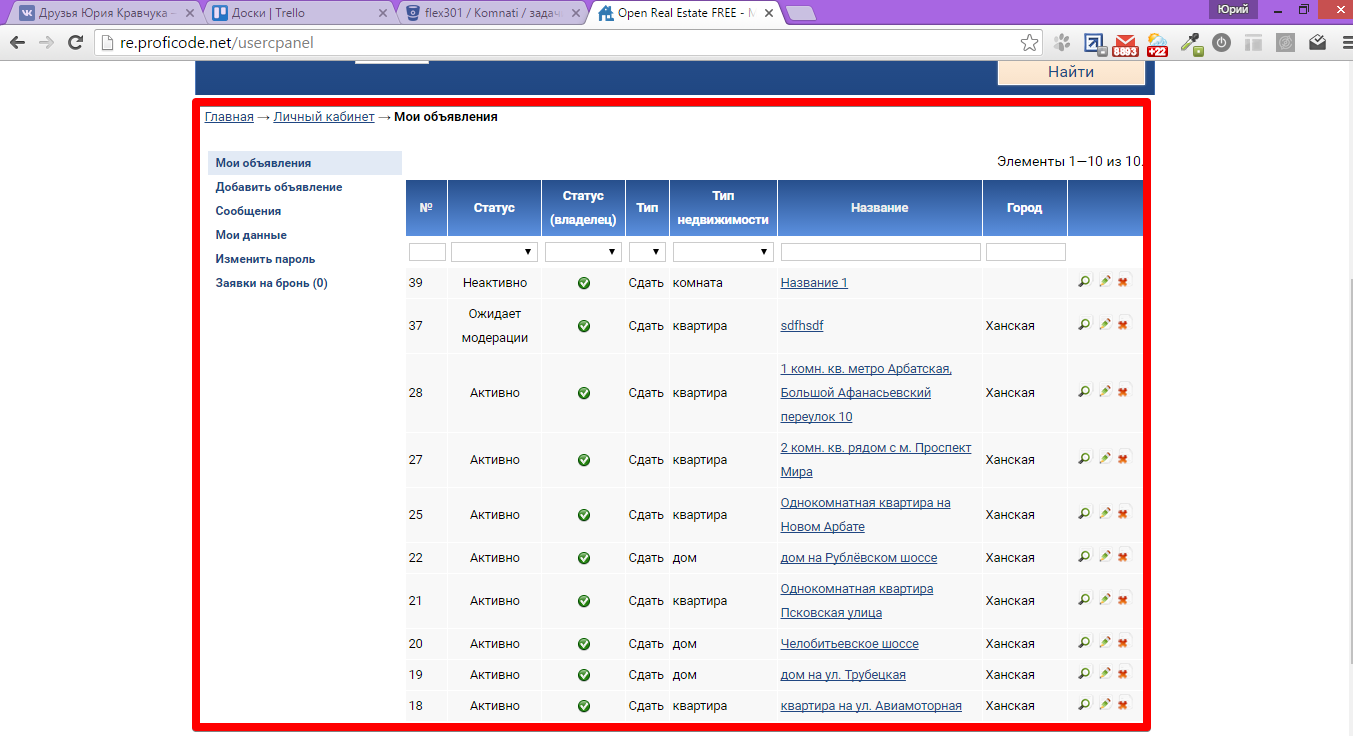 Друзья Юрия Кравчука –
Доски | Trello
flex301 / Komnati / задач
Open Real Estate FREE -
Юрий
re.proficode.net/usercpanel
8893
+22
Найти
Главная → Личный кабинет → Мои объявления
Мои объявления
Добавить объявление
Сообщения
Мои данные
Изменить пароль
Заявки на бронь (0)
Элементы 1—10 из 10.
№ Статус Статус (владелец) Тип Тип недвижимости Название Город
39 Неактивно Сдать комната Название 1
37 Ожидает модерации Сдать квартира sdfhsdf Ханская
28 Активно Сдать квартира 1 комн. кв. метро Арбатская, Большой Афанасьевский переулок 10 Ханская
27 Активно Сдать квартира 2 комн. кв. рядом с м. Проспект Мира Ханская
25 Активно Сдать квартира Однокомнатная квартира на Новом Арбате Ханская
22 Активно Сдать дом дом на Рублёвском шоссе Ханская
21 Активно Сдать квартира Однокомнатная квартира Псковская улица Ханская
20 Активно Сдать дом Челобитьевское шоссе Ханская
19 Активно Сдать дом дом на ул. Трубецкая Ханская
18 Активно Сдать квартира квартира на ул. Авиамоторная Ханская